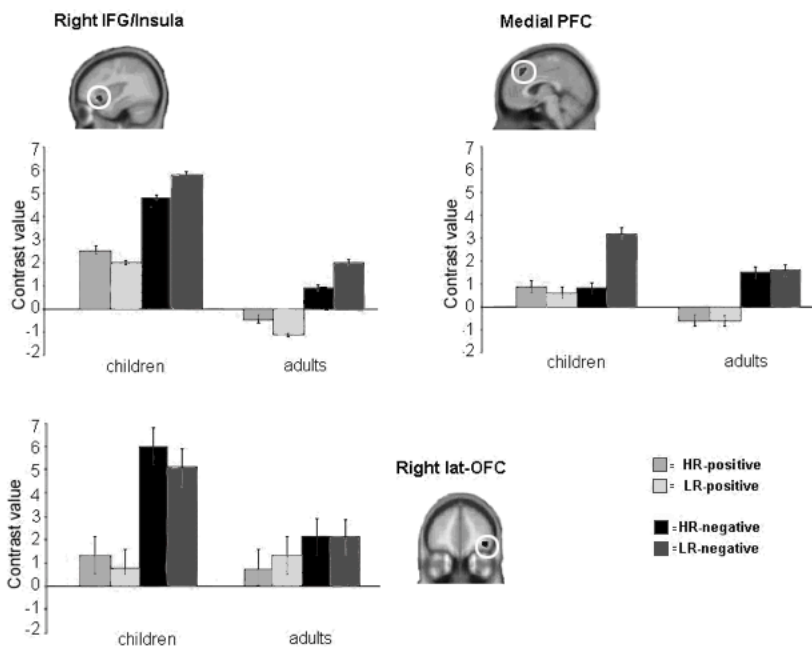 Right IFG/Insula
Medial PFC
Contrast value
7
6
5
4
3
2
1
0
-1
-2
children
adults
Contrast value
7
6
5
4
3
2
1
0
-1
-2
children
adults
Contrast value
7
6
5
4
3
2
1
0
-1
-2
children
adults
Right lat-OFC
= HR-positive
= LR-positive
= HR-negative
= LR-negative